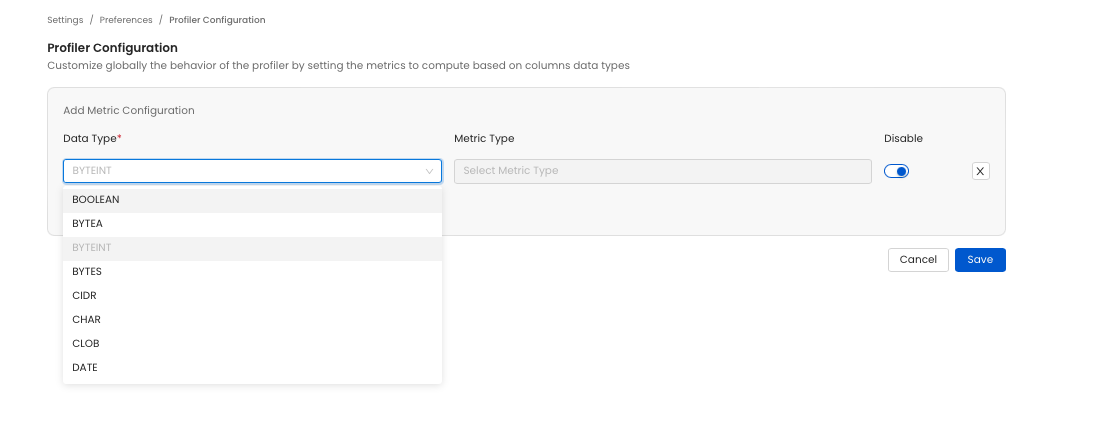 Settings / Preferences / Profiler Configuration
Profiler Configuration
Customize globally the behavior of the profiler by setting the metrics to compute based on columns data types
Add Metric Configuration
Data Type* Metric Type Disable
BYTEINT Select Metric Type X
BOOLEAN
BYTEA
BYTEINT
BYTES
CIDR
CHAR
CLOB
DATE
Cancel Save